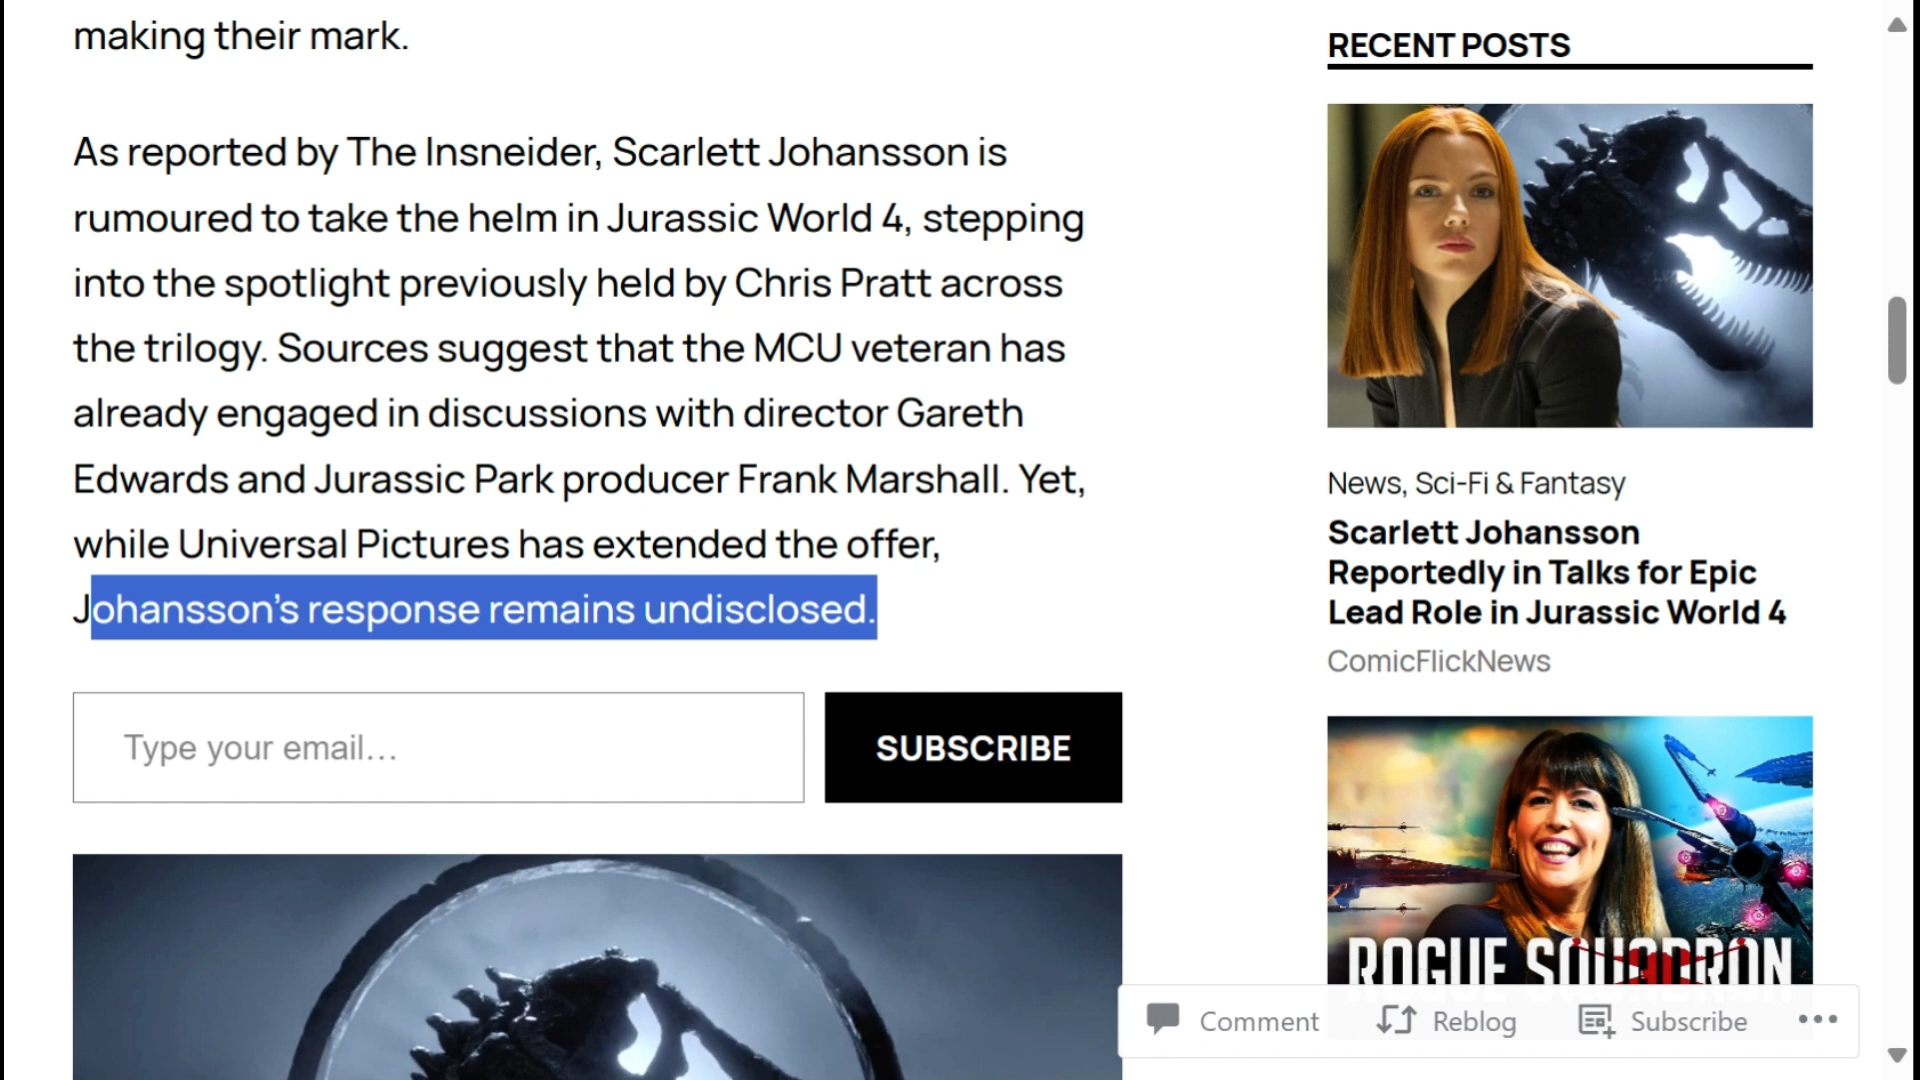 making their mark.
As reported by The Insneider, Scarlett Johansson is
rumoured to take the helm in Jurassic World 4, stepping
into the spotlight previously held by Chris Pratt across
the trilogy. Sources suggest that the MCU veteran has
already engaged in discussions with director Gareth
Edwards and Jurassic Park producer Frank Marshall. Yet,
while Universal Pictures has extended the offer,
Johansson’s response remains undisclosed.
Type your email…
SUBSCRIBE
RECENT POSTS
News, Sci-Fi & Fantasy
Scarlett Johansson
Reportedly in Talks for Epic
Lead Role in Jurassic World 4
ComicFlickNews
ROGUE SQUADRON
Comment
Reblog
Subscribe